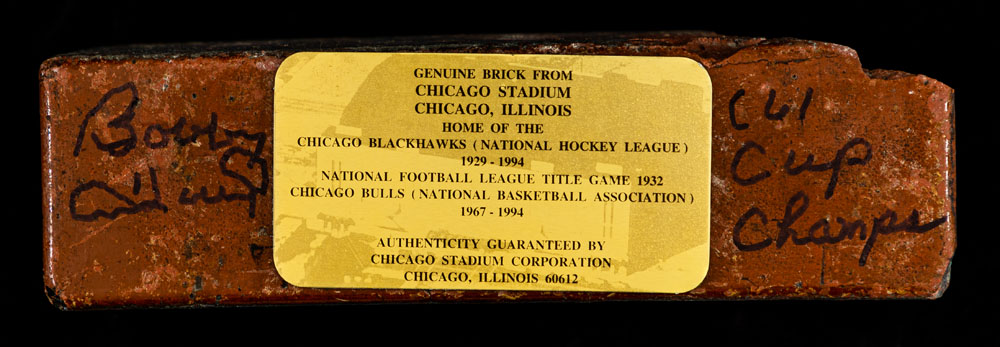 Bobby
Hull
GENUINE BRICK FROM
CHICAGO STADIUM
CHICAGO, ILLINOIS
HOME OF THE
CHICAGO BLACKHAWKS ( NATIONAL HOCKEY LEAGUE )
1929 - 1994
NATIONAL FOOTBALL LEAGUE TITLE GAME 1932
CHICAGO BULLS ( NATIONAL BASKETBALL ASSOCIATION )
1967 - 1994
AUTHENTICITY GUARANTEED BY
CHICAGO STADIUM CORPORATION
CHICAGO, ILLINOIS 60612
'61
Cup
Champs